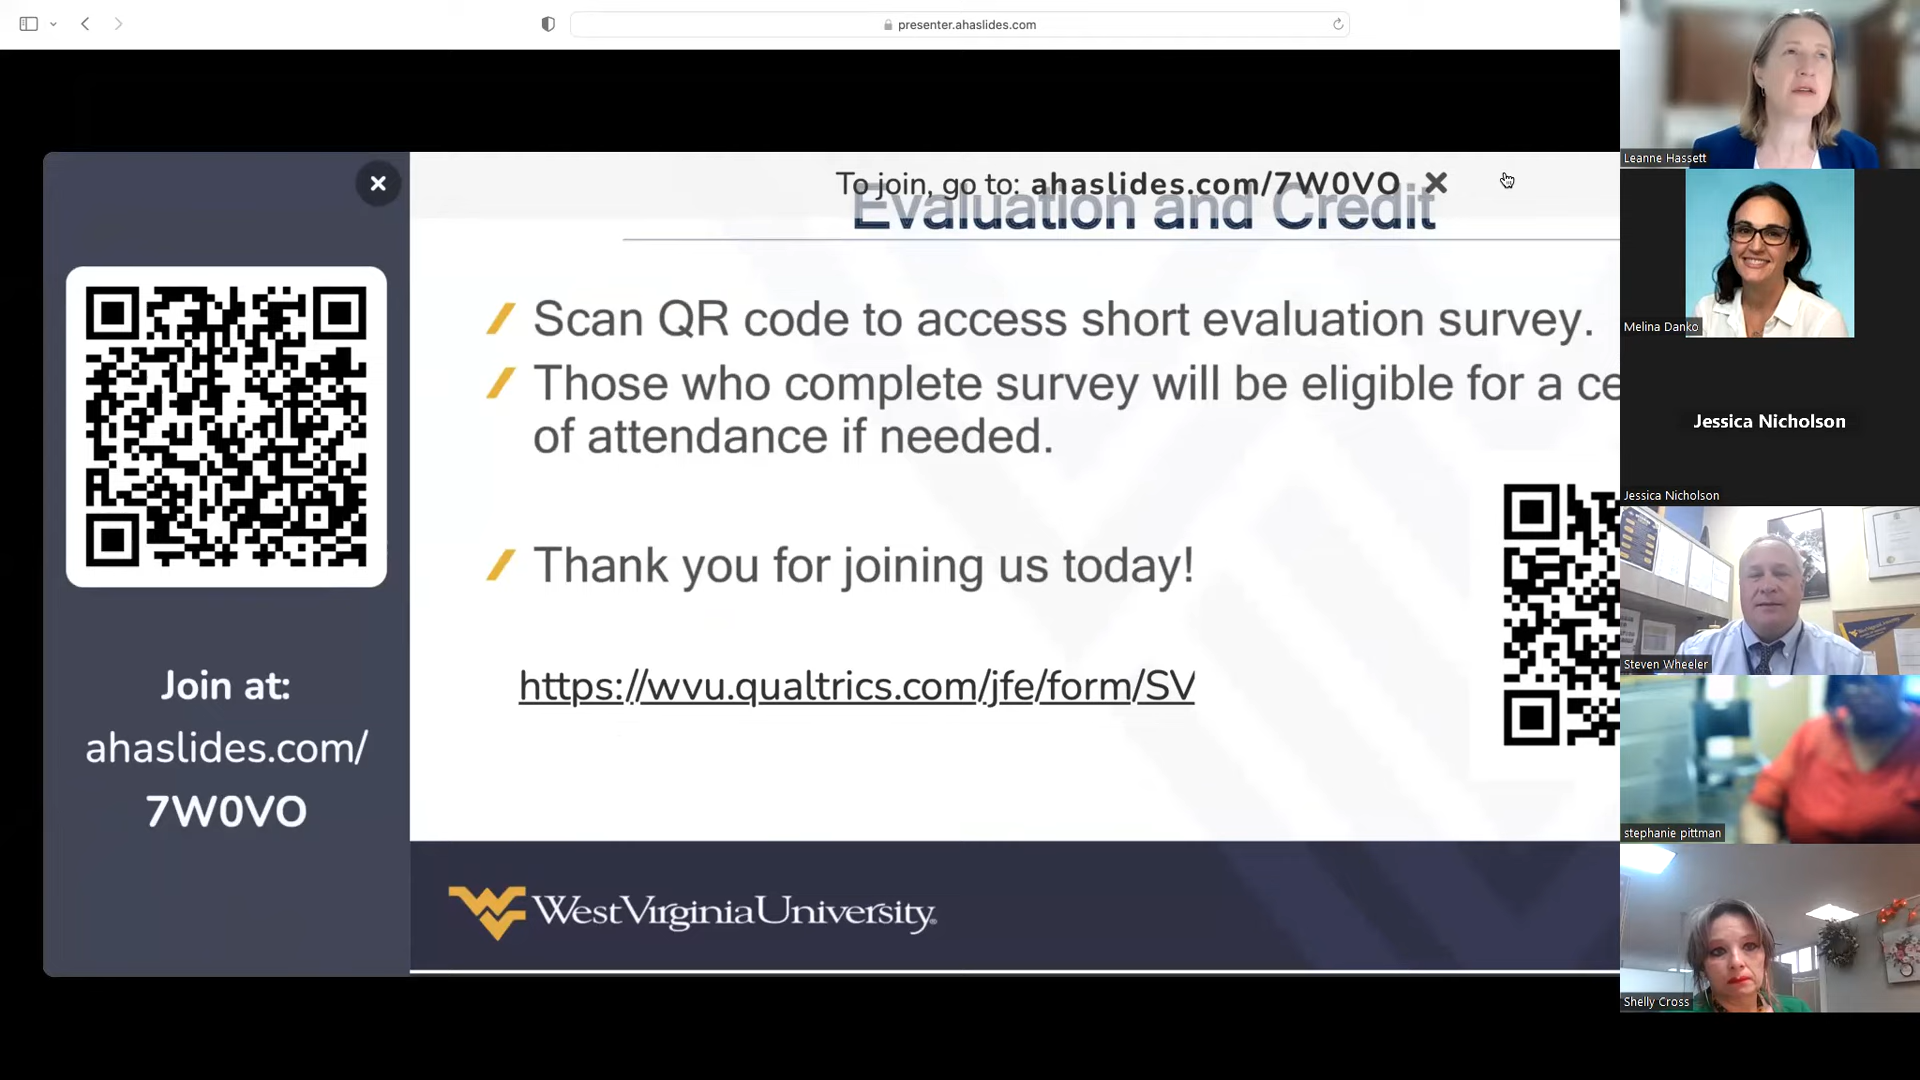 presenter.ahaslides.com
To join, go to: ahaslides.com/7W0VO
Evaluation and Credit
Scan QR code to access short evaluation survey.
Those who complete survey will be eligible for a ce
of attendance if needed.
Thank you for joining us today!
https://wvu.qualtrics.com/jfe/form/SV
Join at:
ahaslides.com/
7W0VO
West Virginia University
Leanne Hassett
Melina Danko
Jessica Nicholson
Jessica Nicholson
Steven Wheeler
stephanie pittman
Shelly Cross